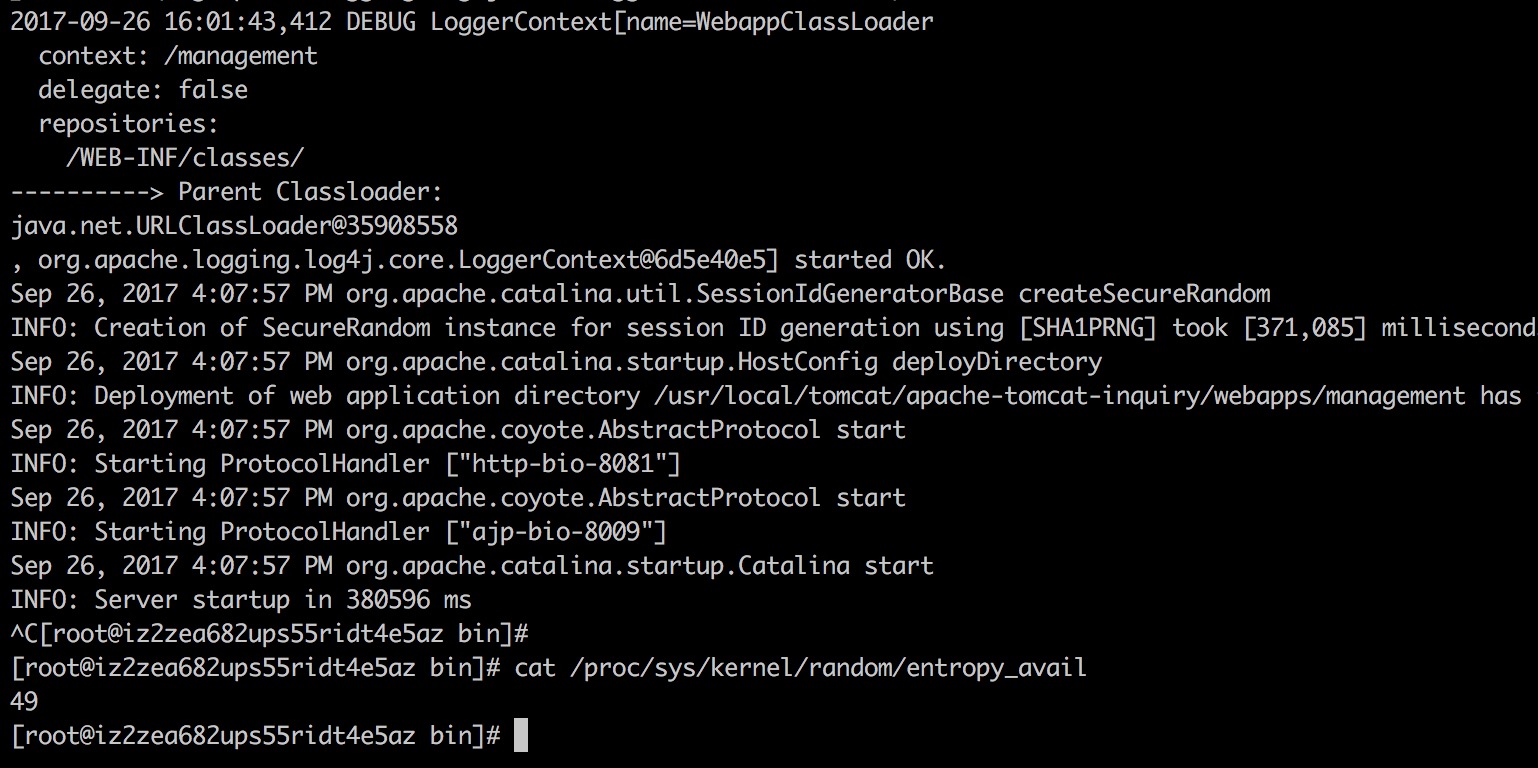 2017-09-26 16:01:43,412 DEBUG LoggerContext[name=WebappClassLoader
  context: /management
  delegate: false
  repositories:
    /WEB-INF/classes/
----------> Parent Classloader:
java.net.URLClassLoader@35908558
, org.apache.logging.log4j.core.LoggerContext@6d5e40e5] started OK.
Sep 26, 2017 4:07:57 PM org.apache.catalina.util.SessionIdGeneratorBase createSecureRandom
INFO: Creation of SecureRandom instance for session ID generation using [SHA1PRNG] took [371,085] millisecond
Sep 26, 2017 4:07:57 PM org.apache.catalina.startup.HostConfig deployDirectory
INFO: Deployment of web application directory /usr/local/tomcat/apache-tomcat-inquiry/webapps/management has
Sep 26, 2017 4:07:57 PM org.apache.coyote.AbstractProtocol start
INFO: Starting ProtocolHandler ["http-bio-8081"]
Sep 26, 2017 4:07:57 PM org.apache.coyote.AbstractProtocol start
INFO: Starting ProtocolHandler ["ajp-bio-8009"]
Sep 26, 2017 4:07:57 PM org.apache.catalina.startup.Catalina start
INFO: Server startup in 380596 ms
^C[root@iz2zea682ups55ridt4e5az bin]#
[root@iz2zea682ups55ridt4e5az bin]# cat /proc/sys/kernel/random/entropy_avail
49
[root@iz2zea682ups55ridt4e5az bin]#